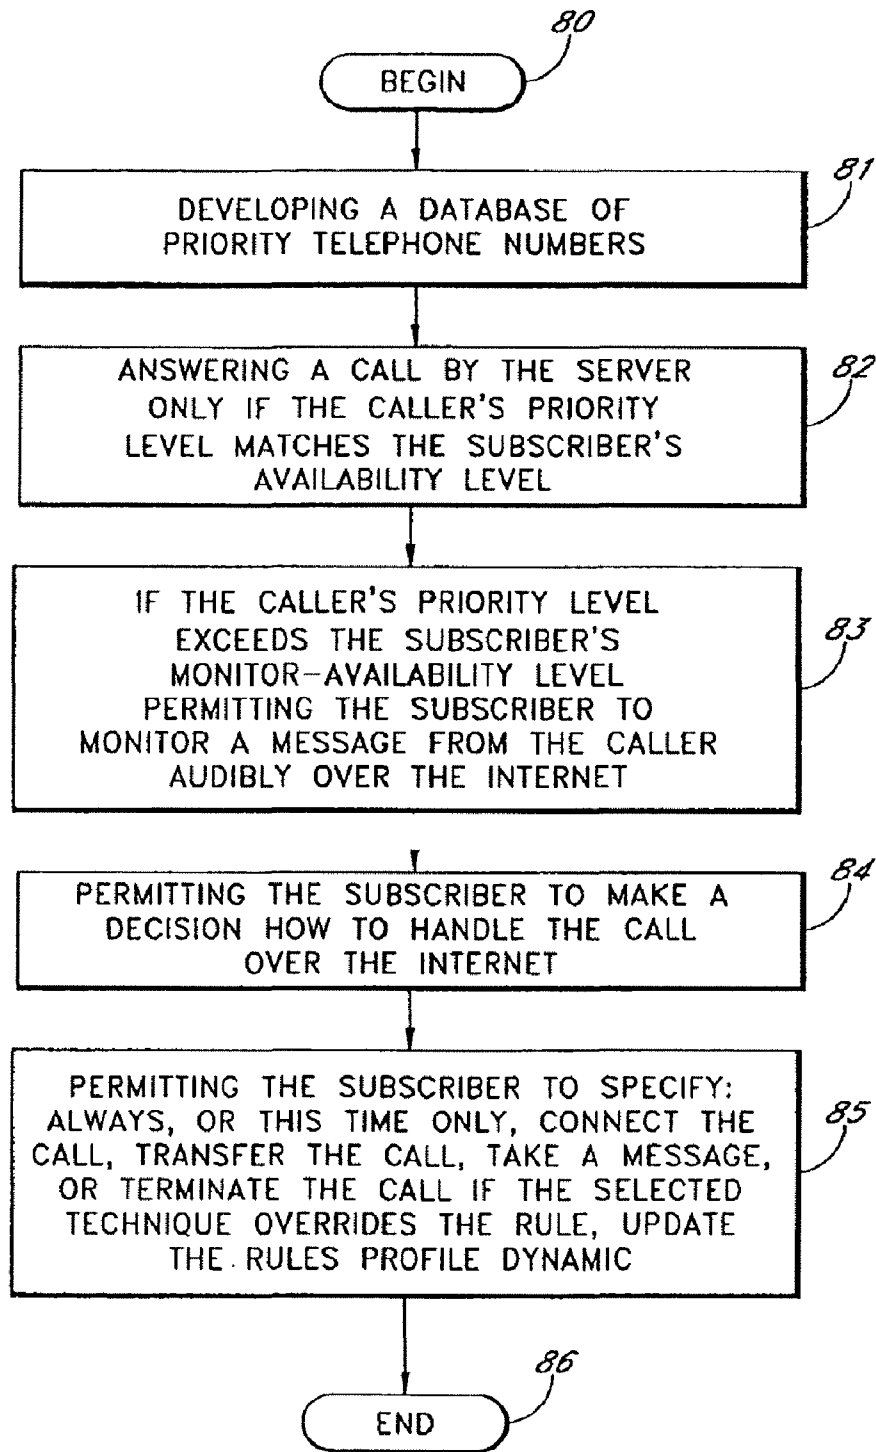 80
BEGIN
81
DEVELOPING A DATABASE OF
PRIORITY TELEPHONE NUMBERS
82
ANSWERING A CALL BY THE SERVER
ONLY IF THE CALLER'S PRIORITY
LEVEL MATCHES THE SUBSCRIBER'S
AVAILABILITY LEVEL
83
IF THE CALLER'S PRIORITY LEVEL
EXCEEDS THE SUBSCRIBER'S
MONITOR-AVAILABILITY LEVEL
PERMITTING THE SUBSCRIBER TO
MONITOR A MESSAGE FROM THE CALLER
AUDIBLY OVER THE INTERNET
84
PERMITTING THE SUBSCRIBER TO MAKE A
DECISION HOW TO HANDLE THE CALL
OVER THE INTERNET
85
PERMITTING THE SUBSCRIBER TO SPECIFY:
ALWAYS, OR THIS TIME ONLY, CONNECT THE
CALL, TRANSFER THE CALL, TAKE A MESSAGE,
OR TERMINATE THE CALL IF THE SELECTED
TECHNIQUE OVERRIDES THE RULE, UPDATE
THE RULES PROFILE DYNAMIC
86
END